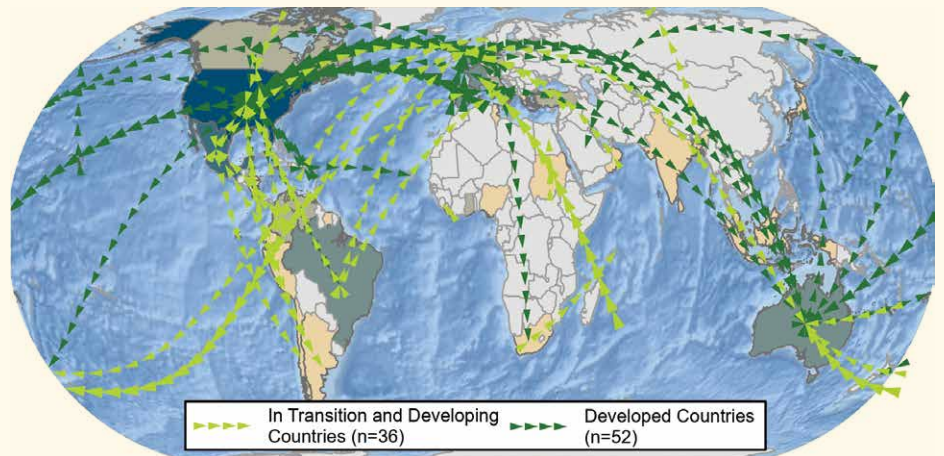 In Transition and Developing
Countries (n=36)
Developed Countries
(n=52)